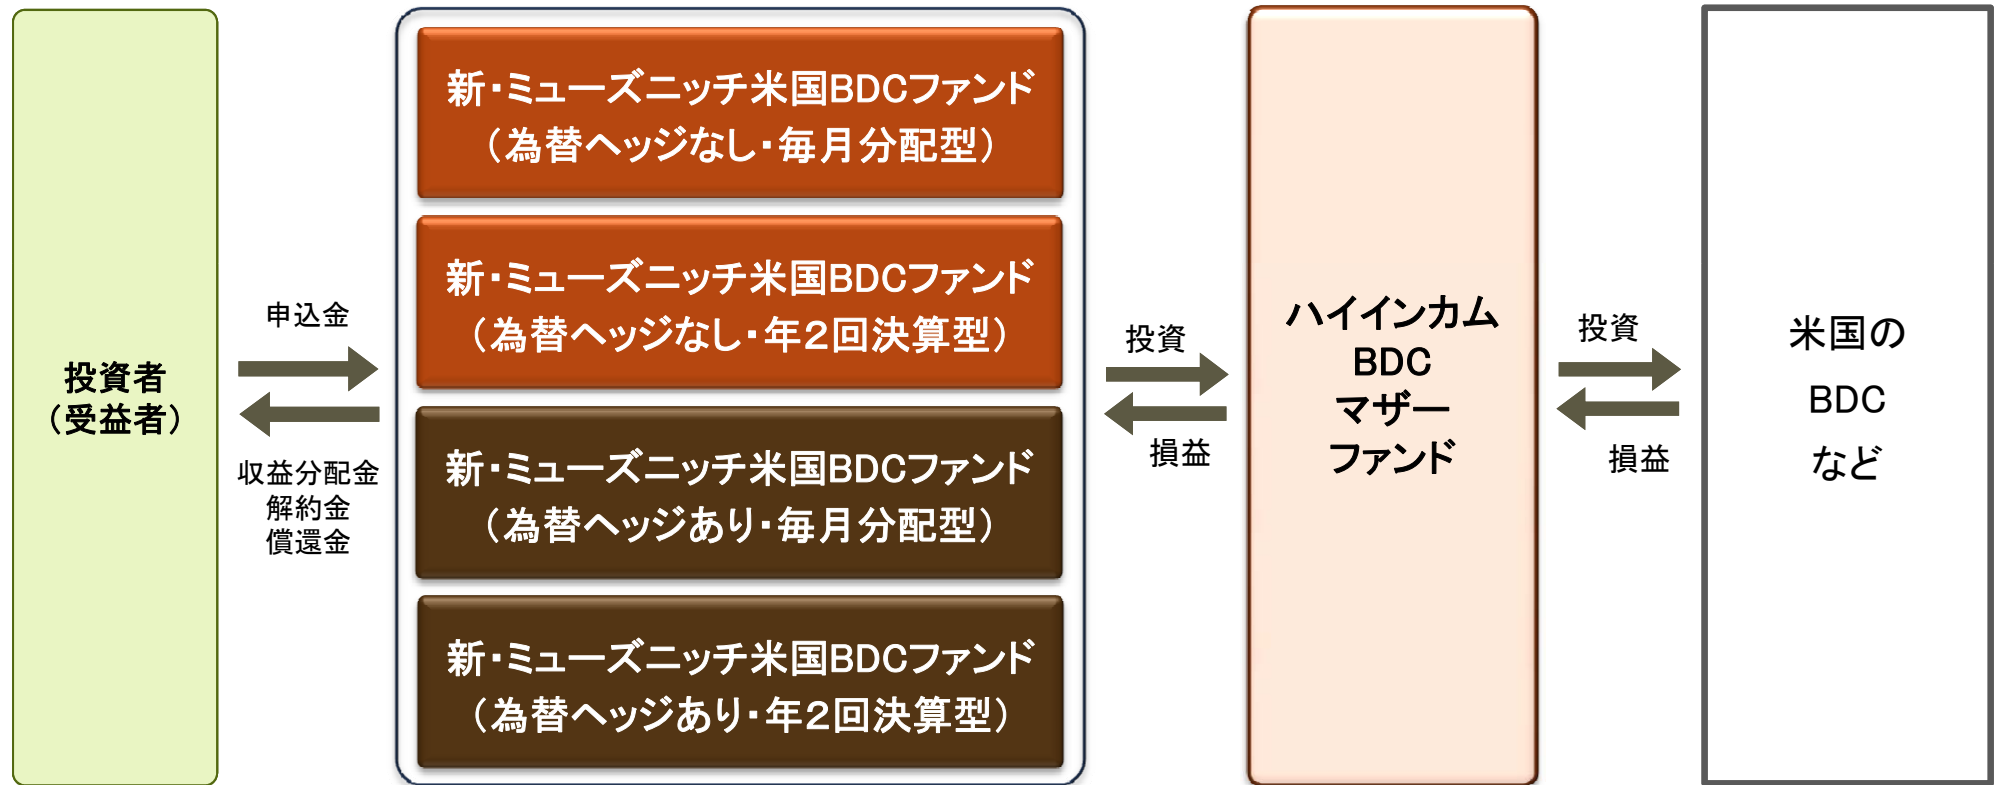 投資者
（受益者）
申込金
収益分配金
解約金
償還金
新・ミューズニッチ米国BDCファンド
（為替ヘッジなし・毎月分配型）
新・ミューズニッチ米国BDCファンド
（為替ヘッジなし・年２回決算型）
新・ミューズニッチ米国BDCファンド
（為替ヘッジあり・毎月分配型）
新・ミューズニッチ米国BDCファンド
（為替ヘッジあり・年２回決算型）
投資
損益
ハイインカム
BDC
マザー
ファンド
投資
損益
米国の
BDC
など